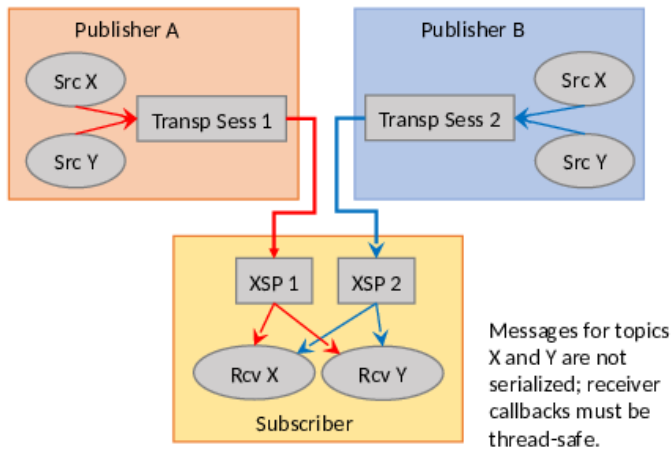 Publisher A
Publisher B
Src X
Src X
Transp Sess 1
Transp Sess 2
Src Y
Src Y
XSP 1
XSP 2
Messages for topics
X and Y are not
serialized; receiver
callbacks must be
thread-safe.
Rcv X
Rcv Y
Subscriber